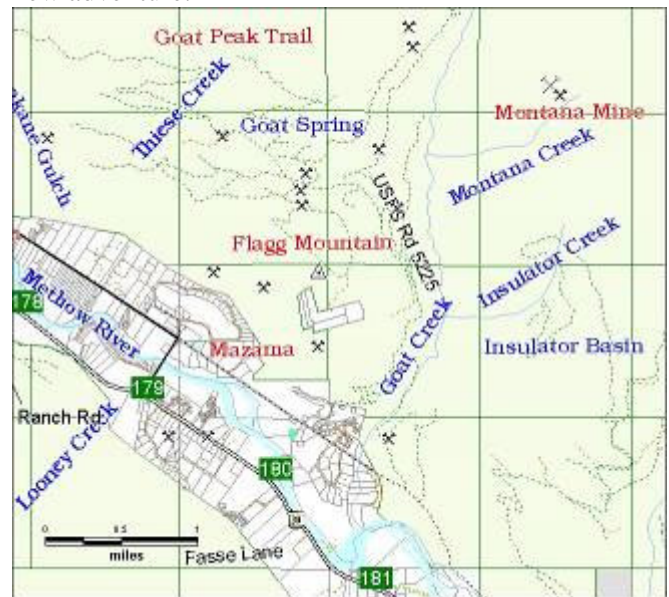 Goat Peak Trail
Thiese Creek
Goat Spring
Montana Mine
Gulch
Montana Creek
USFS Rd 5225
Flagg Mountain
Insulator Creek
178
Methow River
Mazama
Goat Creek
Insulator Basin
179
Ranch Rd.
Looney Creek
180
0 0.5 1
miles
Fasse Lane
181